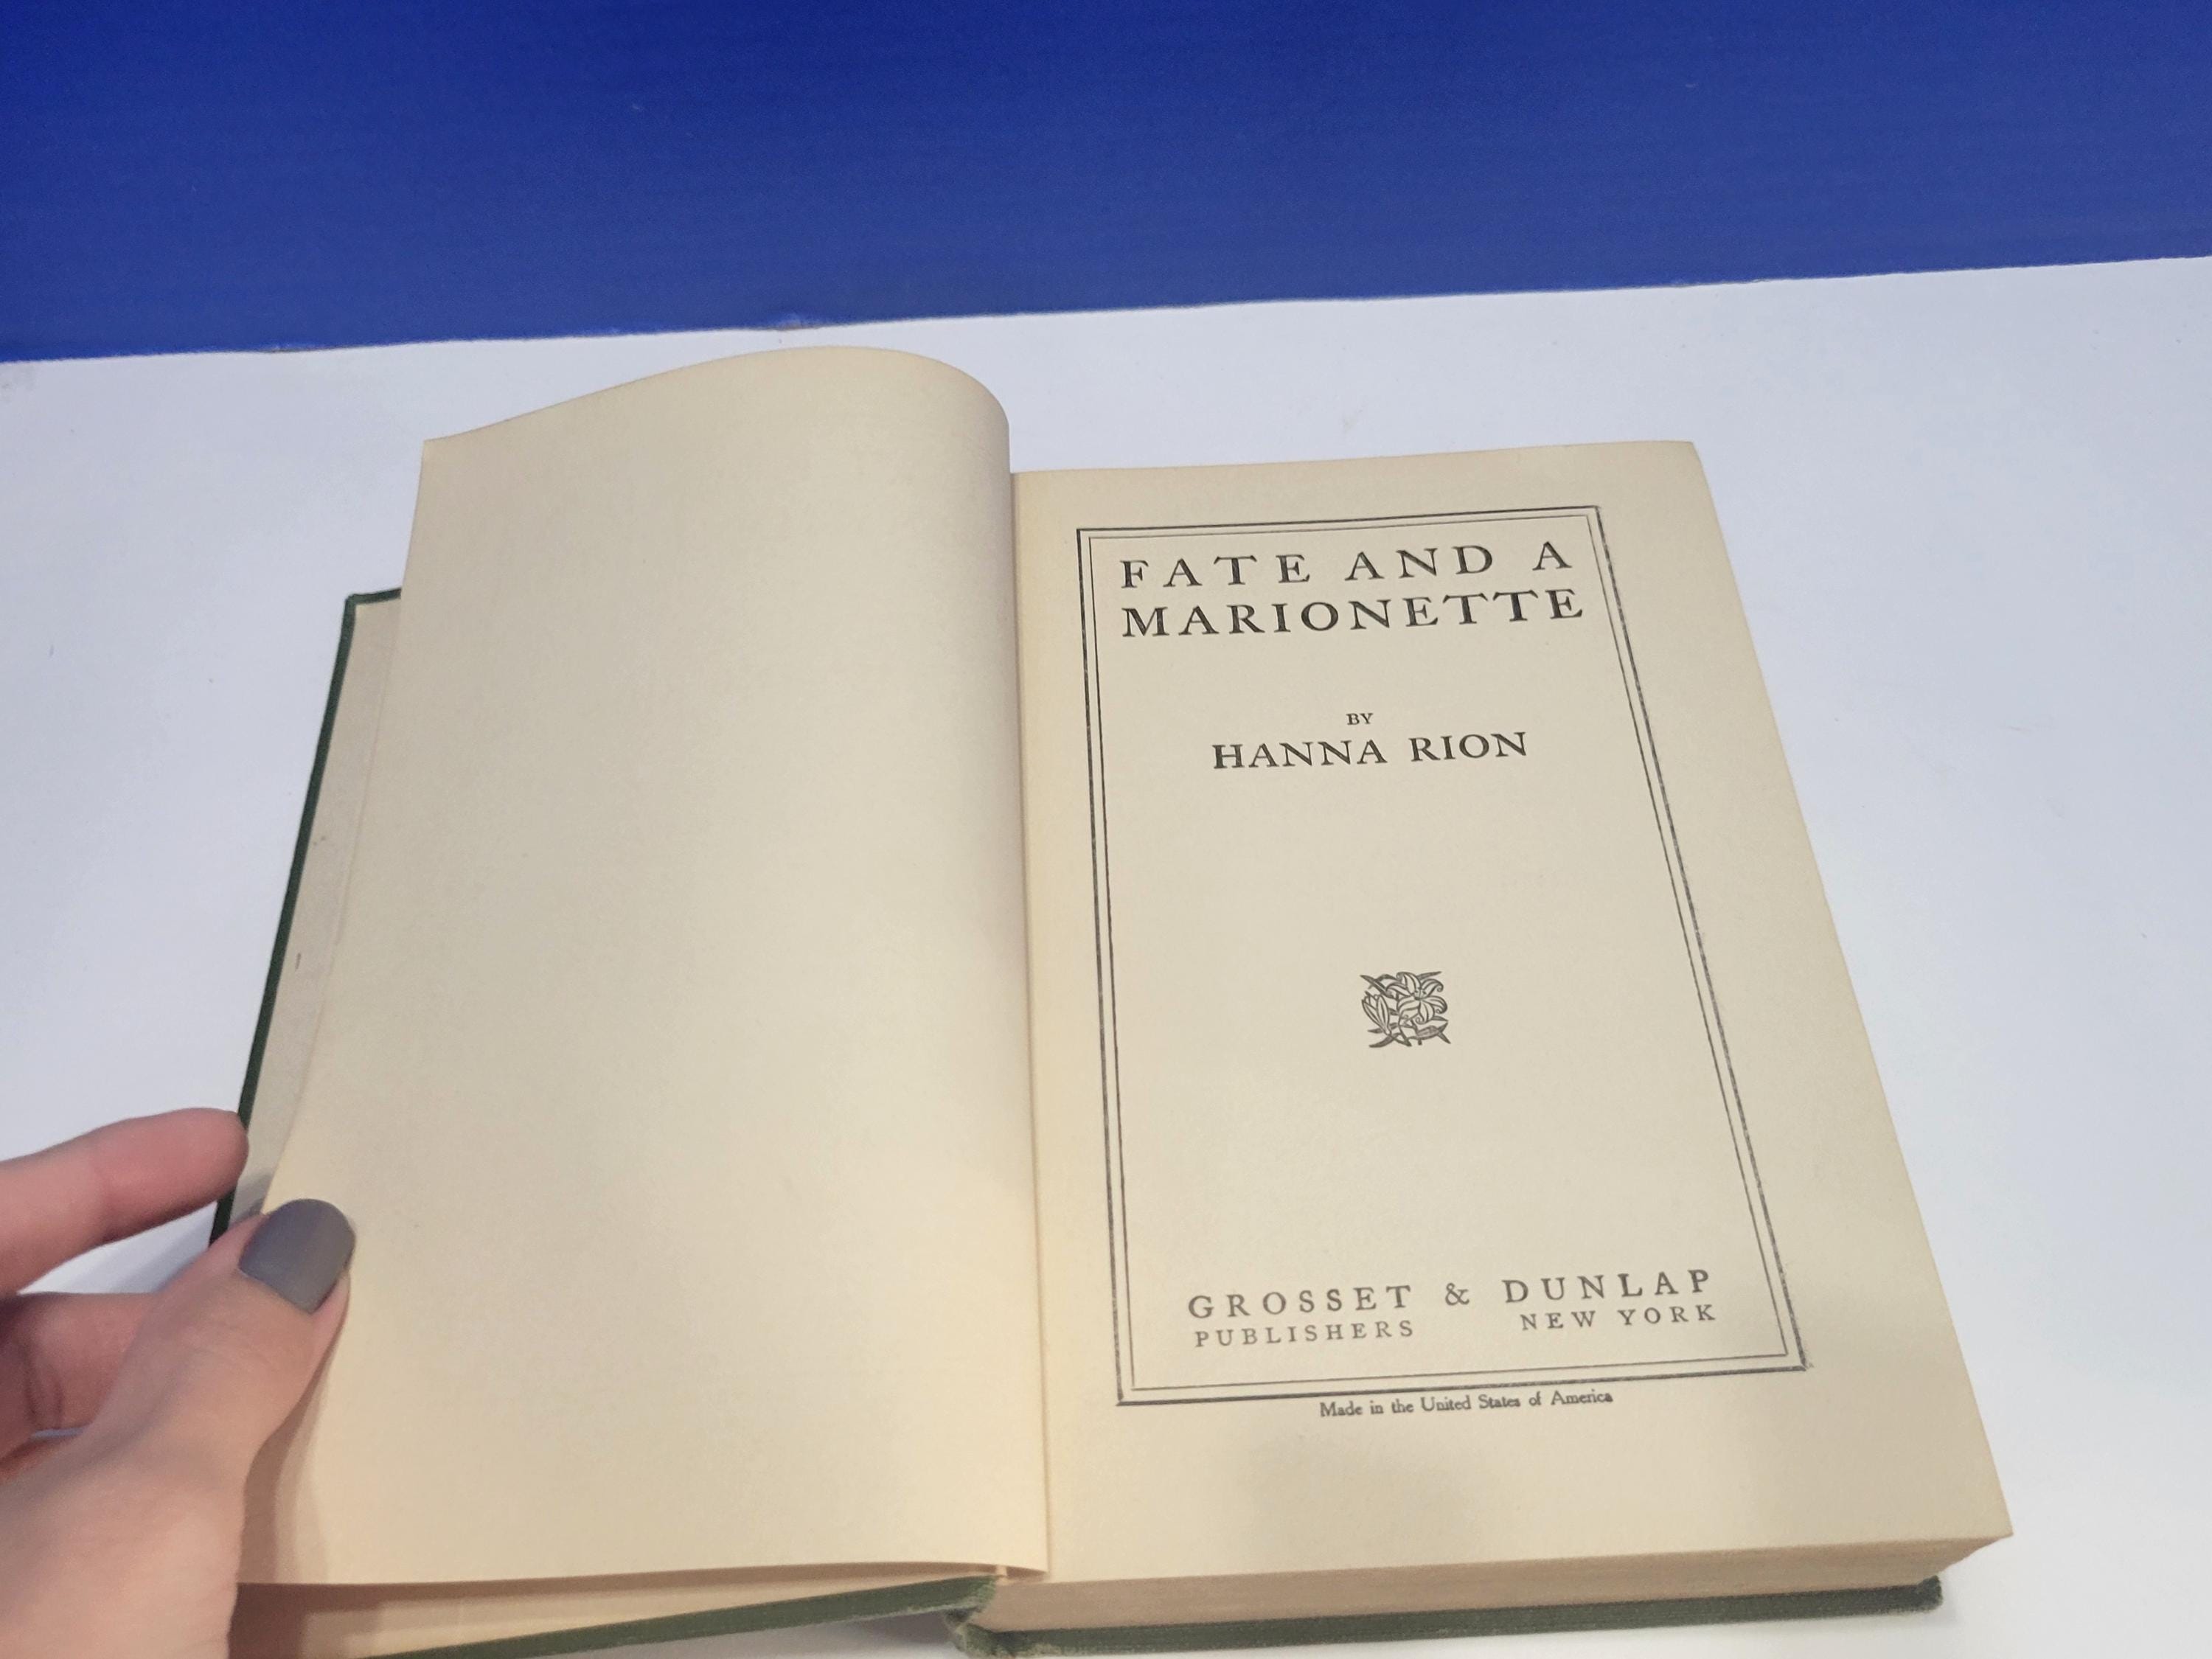 FATE AND A
MARIONETTE
BY
HANNA RION
GROSSET & DUNLAP
PUBLISHERS NEW YORK
Made in the United States of America